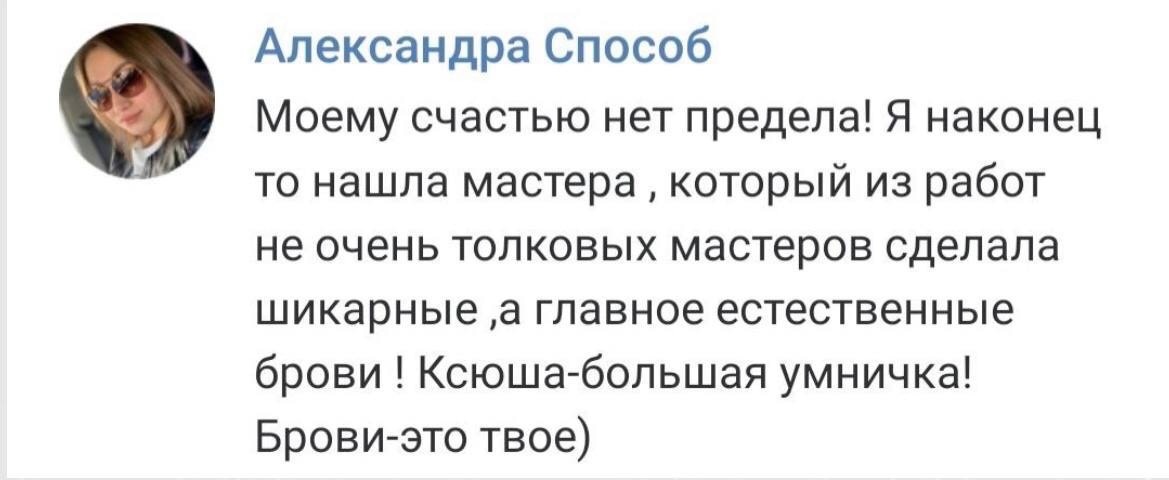 Александра Способ
Моему счастью нет предела! Я наконец
то нашла мастера , который из работ
не очень толковых мастеров сделала
шикарные ,а главное естественные
брови ! Ксюша-большая умничка!
Брови-это твое)